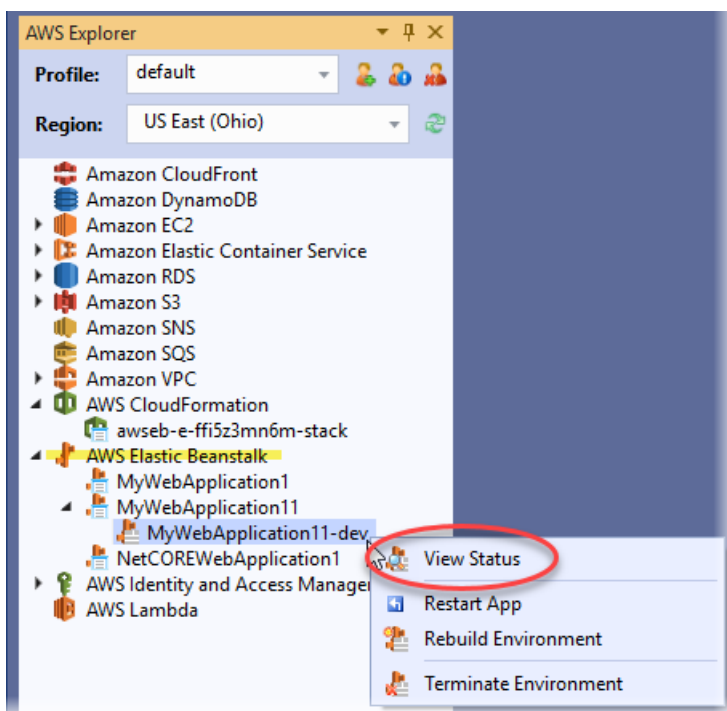 AWS Explorer
Profile: default
Region: US East (Ohio)
Amazon CloudFront
Amazon DynamoDB
Amazon EC2
Amazon Elastic Container Service
Amazon RDS
Amazon S3
Amazon SNS
Amazon SQS
Amazon VPC
AWS CloudFormation
awseb-e-ffi5z3mn6m-stack
AWS Elastic Beanstalk
MyWebApplication1
MyWebApplication11
MyWebApplication11-dev
View Status
NetCOREWebApplication1
AWS Identity and Access Manage
Restart App
AWS Lambda
Rebuild Environment
Terminate Environment